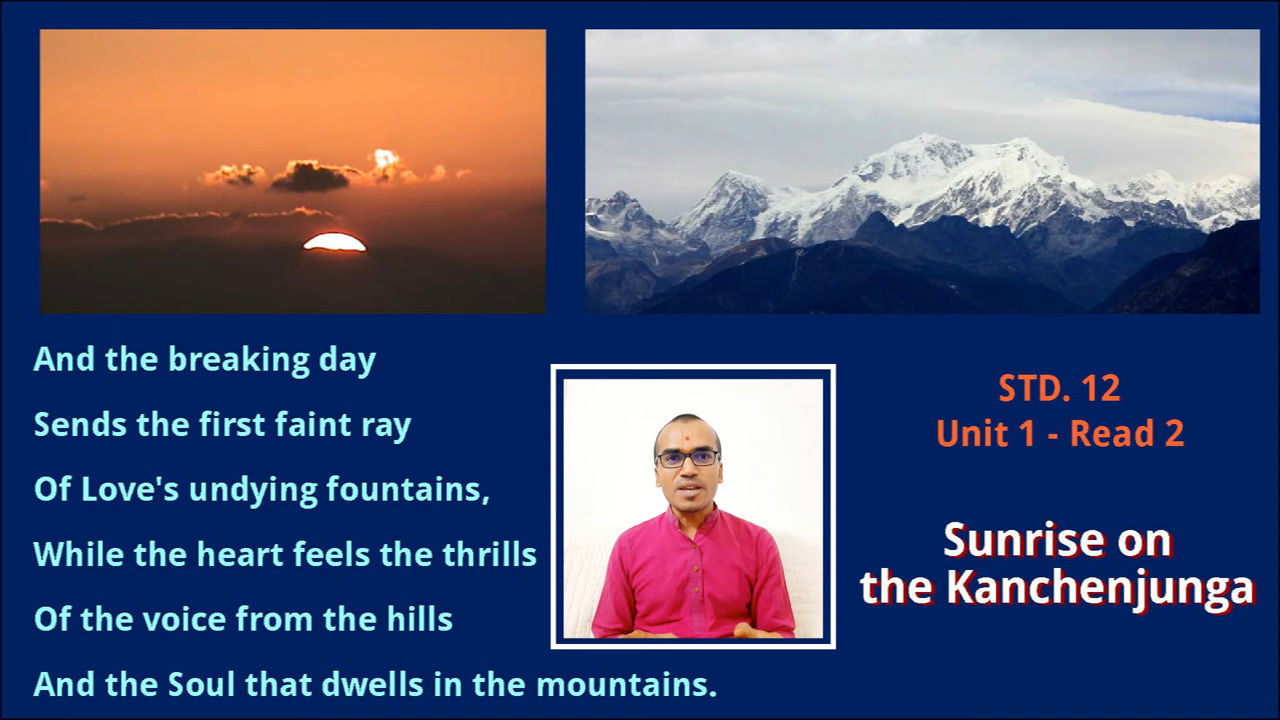 And the breaking day
Sends the first faint ray
Of Love's undying fountains,
While the heart feels the thrills
Of the voice from the hills
And the Soul that dwells in the mountains.
STD. 12
Unit 1 - Read 2
Sunrise on
the Kanchenjunga